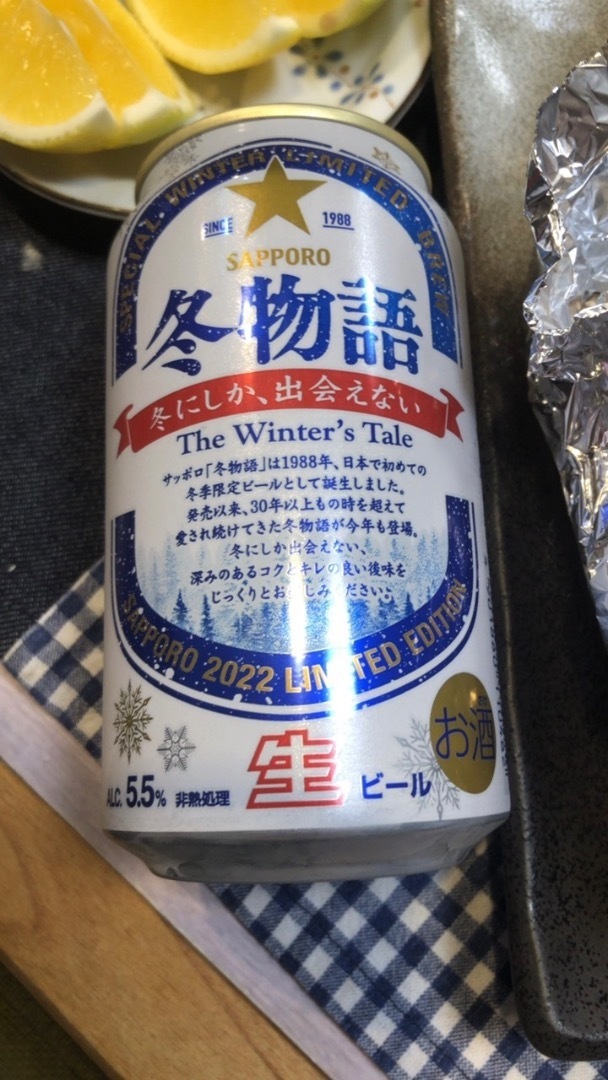 SPECIAL WINTER LIMITED BREW
SINCE 1988
SAPPORO
冬物語
冬にしか、出会えない
The Winter's Tale
サッポロ「冬物語」は1988年、日本で初めての
冬季限定ビールとして誕生しました。
発売以来、30年以上もの時を超えて
愛され続けてきた冬物語が今年も登場。
冬にしか出会えない、
深みのあるコクとキレの良い後味を
じっくりとお楽しみください。
SAPPORO 2022 LIMITED EDITION
お酒
ALC. 5.5% 非熱処理 生 ビール